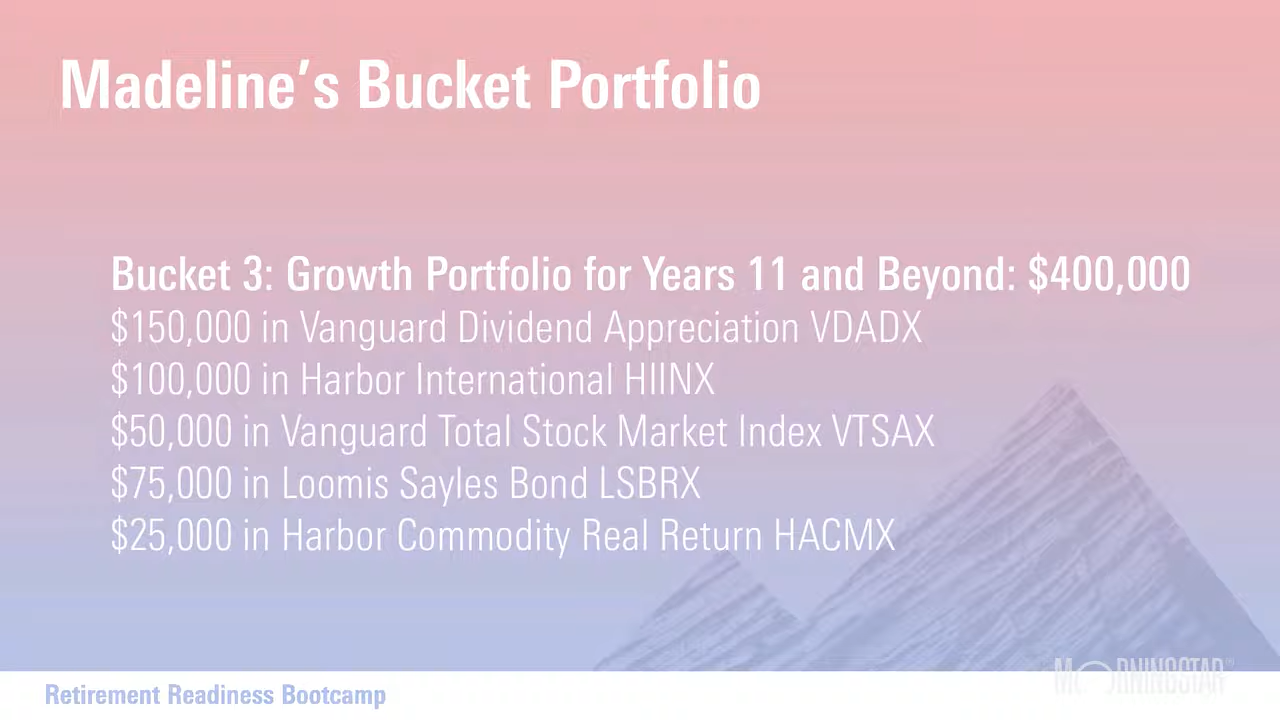 Madeline’s Bucket Portfolio
Bucket 3: Growth Portfolio for Years 11 and Beyond: $400,000
$150,000 in Vanguard Dividend Appreciation VDADX
$100,000 in Harbor International HIINX
$50,000 in Vanguard Total Stock Market Index VTSAX
$75,000 in Loomis Sayles Bond LSBRX
$25,000 in Harbor Commodity Real Return HACMX
MORNINGSTAR®
Retirement Readiness Bootcamp